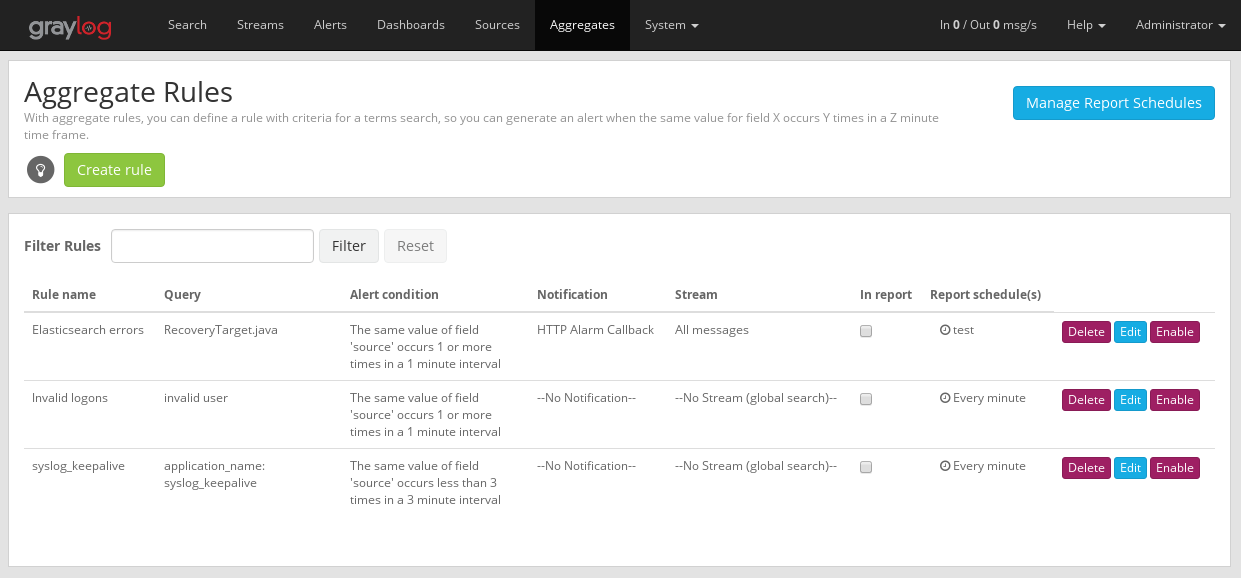 graylog Search Streams Alerts Dashboards Sources Aggregates System In 0 / Out 0 msg/s Help Administrator
Aggregate Rules
Manage Report Schedules
With aggregate rules, you can define a rule with criteria for a terms search, so you can generate an alert when the same value for field X occurs Y times in a Z minute
time frame.
Create rule
Filter Rules Filter Reset
Rule name Query Alert condition Notification Stream In report Report schedule(s)
Elasticsearch errors RecoveryTarget.java The same value of field HTTP Alarm Callback All messages test Delete Edit Enable
'source' occurs 1 or more
times in a 1 minute interval
Invalid logons invalid user The same value of field --No Notification-- --No Stream (global search)-- Every minute Delete Edit Enable
'source' occurs 1 or more
times in a 1 minute interval
syslog_keepalive application_name: The same value of field --No Notification-- --No Stream (global search)-- Every minute Delete Edit Enable
syslog_keepalive 'source' occurs less than 3
times in a 3 minute interval